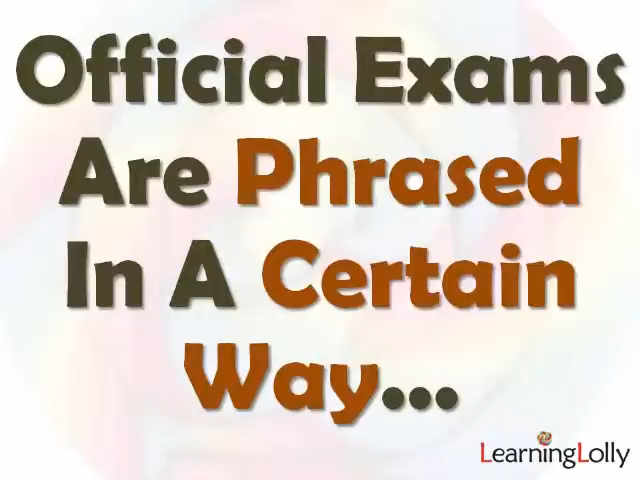 Official Exams
Are Phrased
In A Certain
Way...
LearningLolly